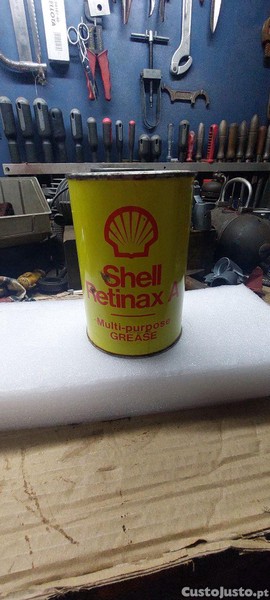 Shell
Retinax A
Multi-purpose
GREASE
CustoJusto.pt